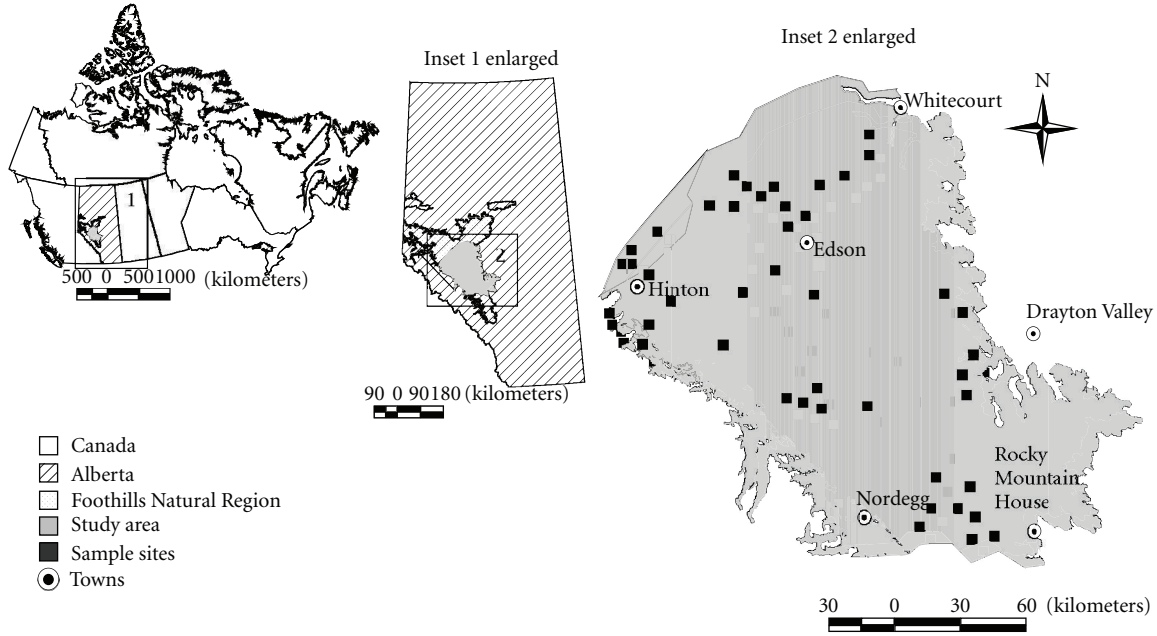 1
500 0 500 1000 (kilometers)
Inset 1 enlarged
2
90 0 90 180 (kilometers)
Canada
Alberta
Foothills Natural Region
Study area
Sample sites
Towns
Inset 2 enlarged
N
Whitecourt
Edson
Hinton
Drayton Valley
Rocky
Mountain
House
Nordegg
30 0 30 60 (kilometers)